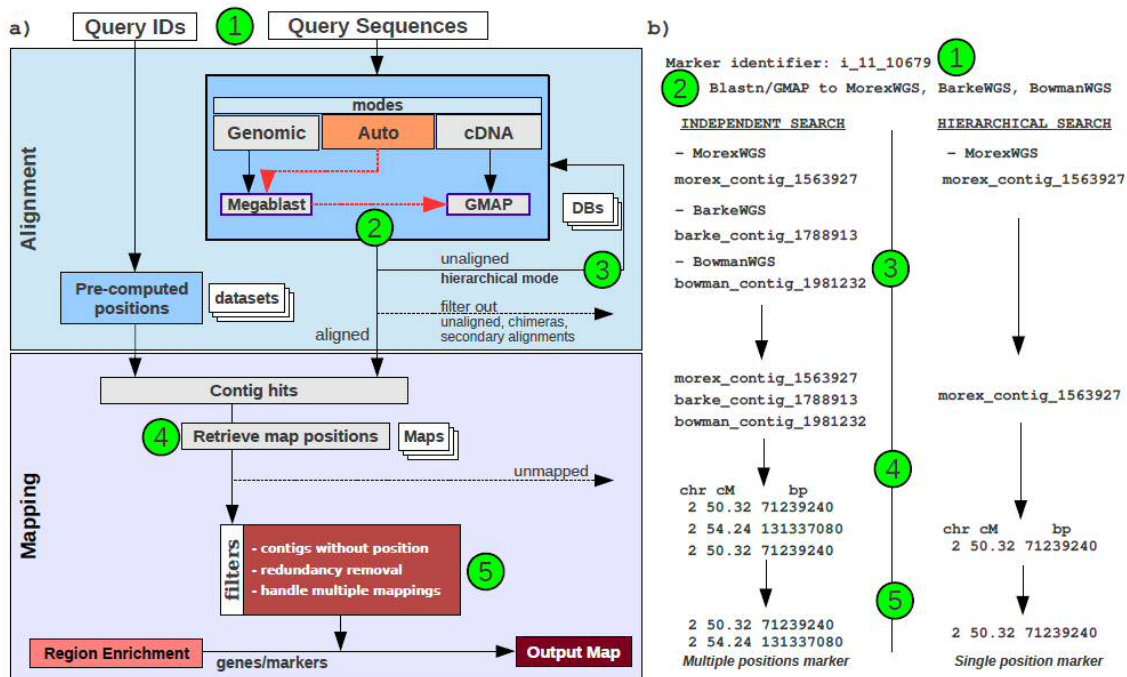 a)
Query IDs
1
Query Sequences
Alignment
modes
Genomic
Auto
cDNA
Megablast
GMAP
2
DBs
unaligned
hierarchical mode
3
Pre-computed
positions
datasets
filter out
unaligned, chimeras,
secondary alignments
aligned
Mapping
Contig hits
4
Retrieve map positions
Maps
unmapped
filters
- contigs without position
- redundancy removal
- handle multiple mappings
5
Region Enrichment
genes/markers
Output Map
b)
Marker identifier: i_11_10679
1
2
Blastn/GMAP to MorexWGS, BarkeWGS, BowmanWGS
INDEPENDENT SEARCH
– MorexWGS
morex_contig_1563927
– BarkeWGS
barke_contig_1788913
– BowmanWGS
bowman_contig_1981232
morex_contig_1563927
barke_contig_1788913
bowman_contig_1981232
chr cM bp
2 50.32 71239240
2 54.24 131337080
2 50.32 71239240
2 50.32 71239240
2 54.24 131337080
Multiple positions marker
3
4
5
HIERARCHICAL SEARCH
– MorexWGS
morex_contig_1563927
morex_contig_1563927
chr cM bp
2 50.32 71239240
2 50.32 71239240
Single position marker